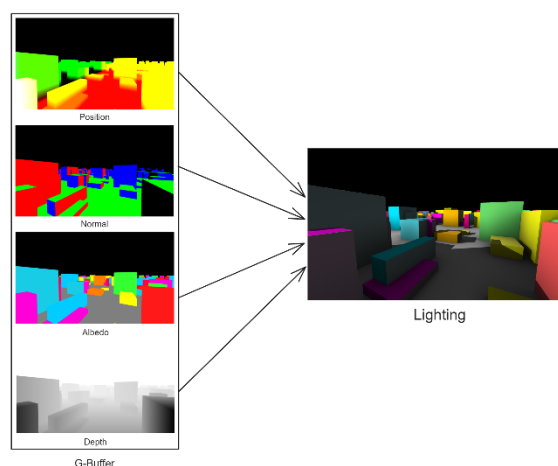 Position
Normal
Albedo
Depth
G-Buffer
Lighting